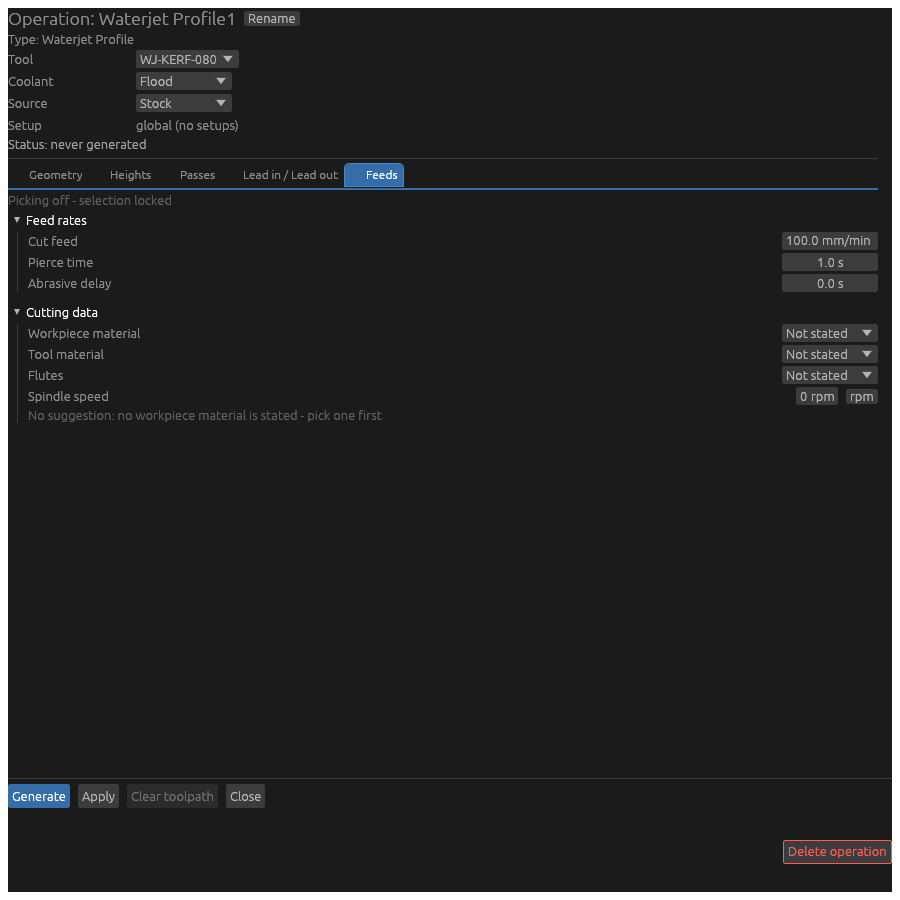 Operation: Waterjet Profile1 Rename
Type: Waterjet Profile
Tool WJ-KERF-080
Coolant Flood
Source Stock
Setup global (no setups)
Status: never generated
Geometry Heights Passes Lead in / Lead out Feeds
Picking off - selection locked
Feed rates
Cut feed 100.0 mm/min
Pierce time 1.0 s
Abrasive delay 0.0 s
Cutting data
Workpiece material Not stated
Tool material Not stated
Flutes Not stated
Spindle speed 0 rpm rpm
No suggestion: no workpiece material is stated - pick one first
Generate Apply Clear toolpath Close
Delete operation